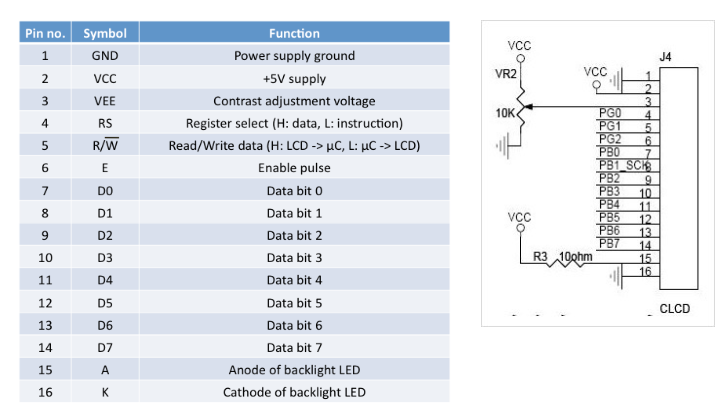 Pin no. Symbol Function
1 GND Power supply ground
2 VCC +5V supply
3 VEE Contrast adjustment voltage
4 RS Register select (H: data, L: instruction)
5 R/W̅ Read/Write data (H: LCD -> µC, L: µC -> LCD)
6 E Enable pulse
7 D0 Data bit 0
8 D1 Data bit 1
9 D2 Data bit 2
10 D3 Data bit 3
11 D4 Data bit 4
12 D5 Data bit 5
13 D6 Data bit 6
14 D7 Data bit 7
15 A Anode of backlight LED
16 K Cathode of backlight LED
VCC
J4
VR2
VCC
1
2
3
10K
PG0 4
PG1 5
PG2 6
PB0 7
PB1_SCK 8
PB2 9
PB3 10
PB4 11
PB5 12
PB6 13
PB7 14
VCC
R3 10ohm 15
16
CLCD